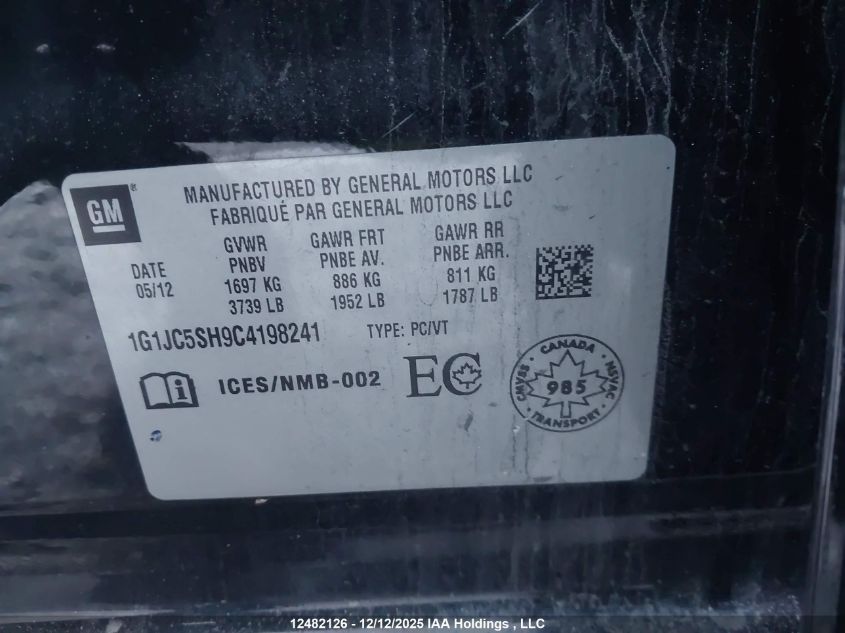 GM®
MANUFACTURED BY GENERAL MOTORS LLC
FABRIQUÉ PAR GENERAL MOTORS LLC
DATE
05/12
GVWR
PNBV
1697 KG
3739 LB
GAWR FRT
PNBE AV.
886 KG
1952 LB
GAWR RR
PNBE ARR.
811 KG
1787 LB
1G1JC5SH9C4198241 TYPE: PC/VT
i ICES/NMB-002 EC
CANADA
CMVSS 985 NSVAC
TRANSPORT
12482126 - 12/12/2025 IAA Holdings , LLC